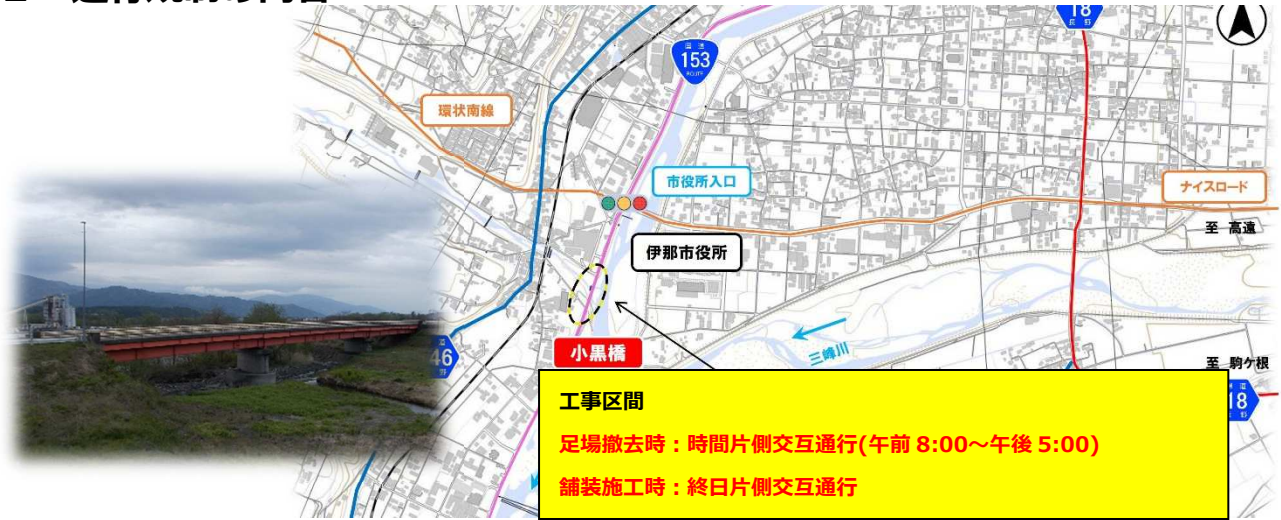 18
国道
153
ROUTE
環状南線
市役所入口
ナイスロード
至 高遠
伊那市役所
小黒橋
三峰川
46
至 駒ケ根
18
工事区間
足場撤去時：時間片側交互通行(午前 8:00～午後 5:00)
舗装施工時：終日片側交互通行